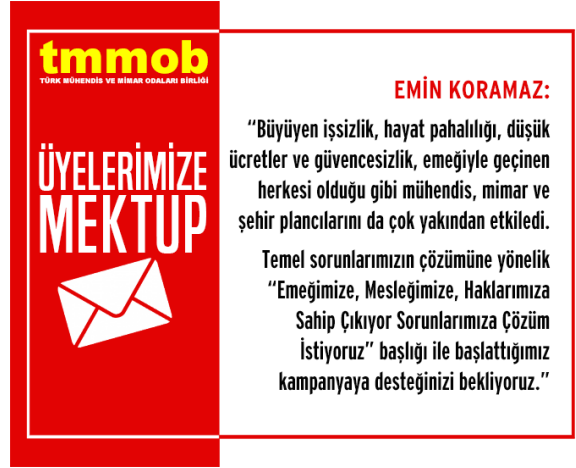 tmmob
TÜRK MÜHENDİS VE MİMAR ODALARI BİRLİĞİ
ÜYELERİMİZE
MEKTUP
EMİN KORAMAZ:
“Büyüyen işsizlik, hayat pahalılığı, düşük
ücretler ve güvencesizlik, emeğiyle geçinen
herkesi olduğu gibi mühendis, mimar ve
şehir plancılarını da çok yakından etkiledi.
Temel sorunlarımızın çözümüne yönelik
“Emeğimize, Mesleğimize, Haklarımıza
Sahip Çıkıyor Sorunlarımıza Çözüm
İstiyoruz” başlığı ile başlattığımız
kampanyaya desteğinizi bekliyoruz.”